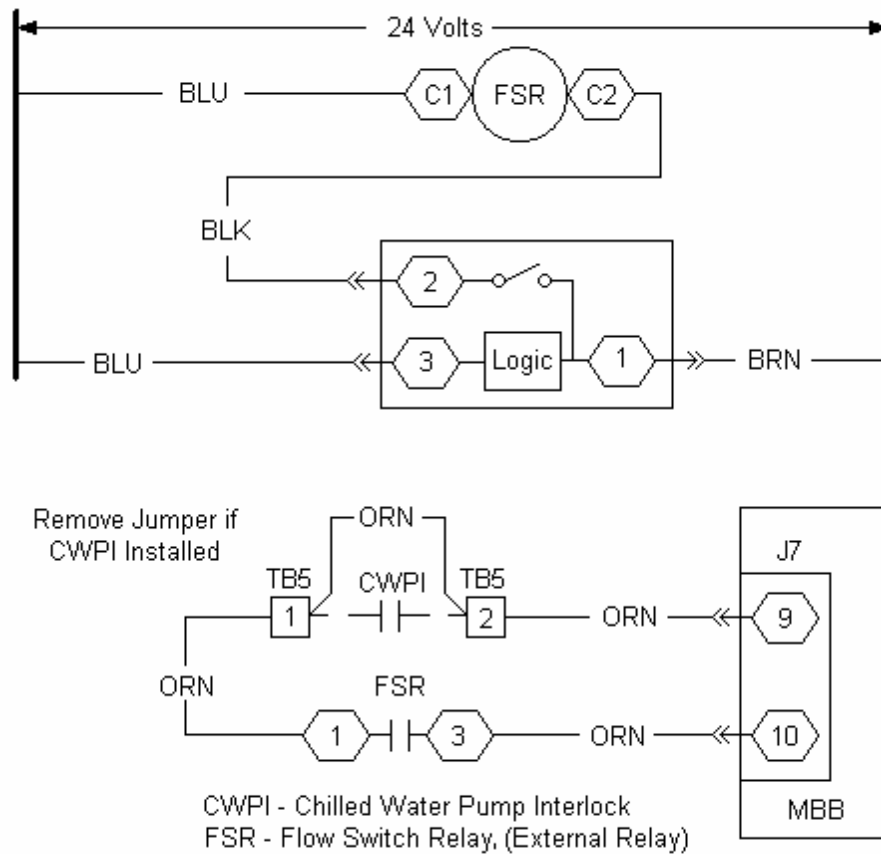 24 Volts
BLU
C1
FSR
C2
BLK
2
BLU
3
Logic
1
BRN
Remove Jumper if
CWPI Installed
ORN
J7
TB5
CWPI
TB5
1
2
ORN
9
ORN
FSR
1
3
ORN
10
CWPI - Chilled Water Pump Interlock
MBB
FSR - Flow Switch Relay, (External Relay)